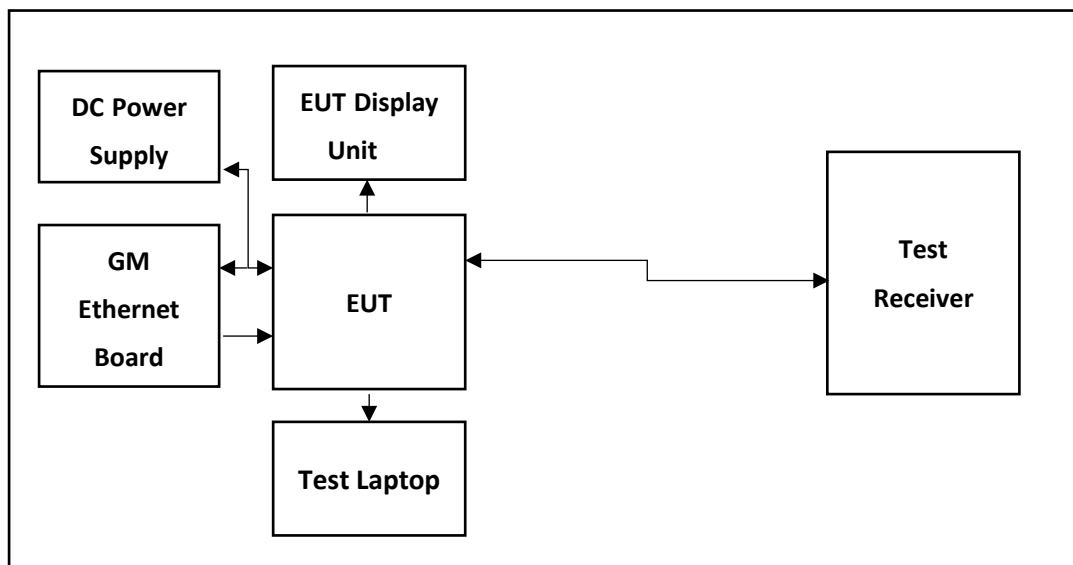 DC Power
Supply
EUT Display
Unit
GM
Ethernet
Board
EUT
Test
Receiver
Test Laptop